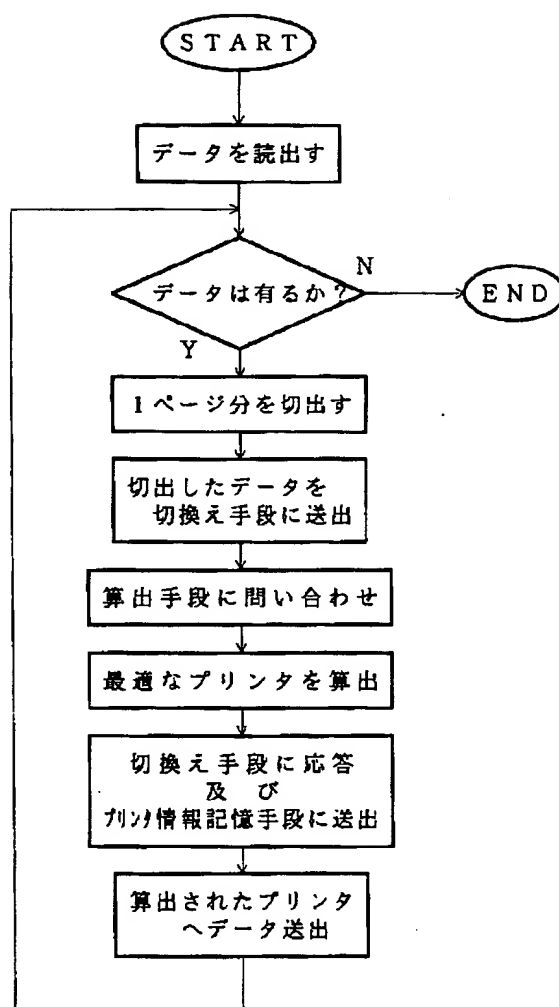 START
データを読出す
データは有るか?
N
END
Y
1ページ分を切出す
切出したデータを
切換え手段に送出
算出手段に問い合わせ
最適なプリンタを算出
切換え手段に応答
及び
プリンタ情報記憶手段に送出
算出されたプリンタ
へデータ送出